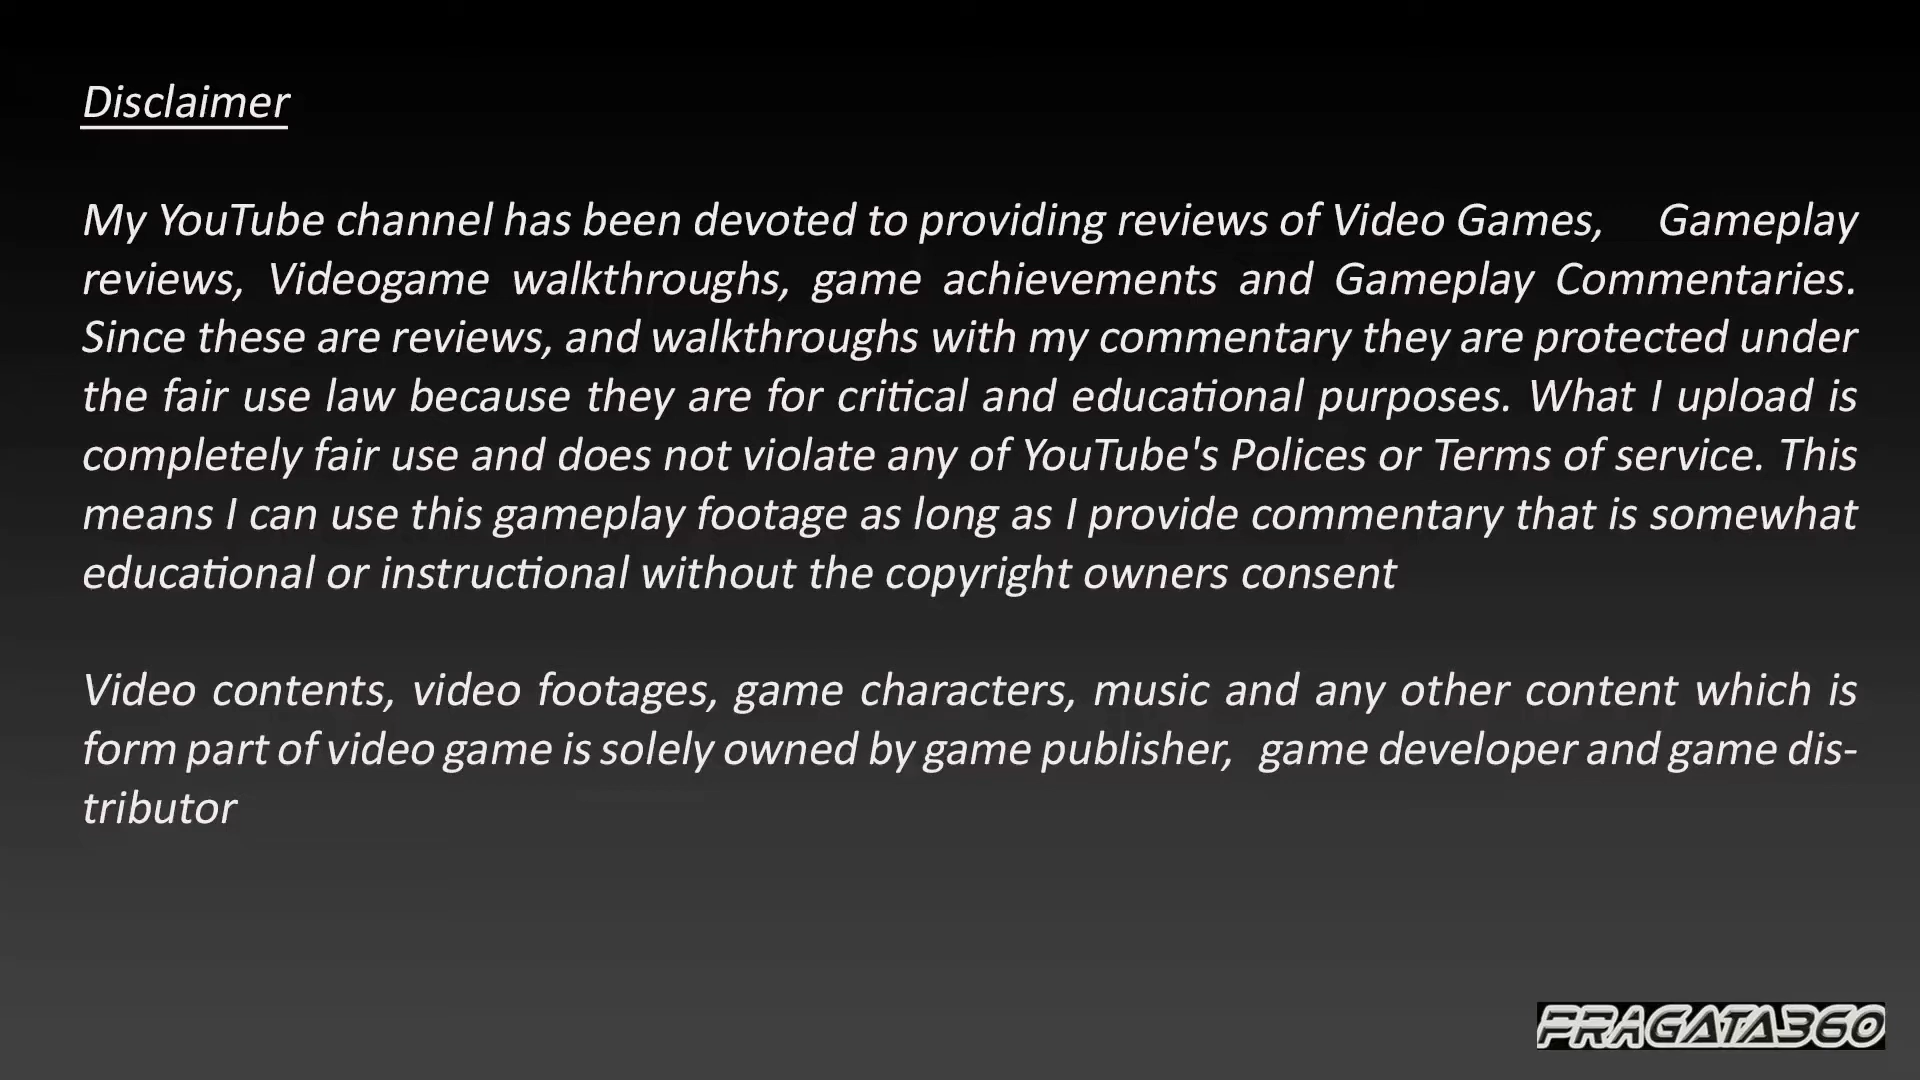 Disclaimer
My YouTube channel has been devoted to providing reviews of Video Games, Gameplay
reviews, Videogame walkthroughs, game achievements and Gameplay Commentaries.
Since these are reviews, and walkthroughs with my commentary they are protected under
the fair use law because they are for critical and educational purposes. What I upload is
completely fair use and does not violate any of YouTube's Polices or Terms of service. This
means I can use this gameplay footage as long as I provide commentary that is somewhat
educational or instructional without the copyright owners consent
Video contents, video footages, game characters, music and any other content which is
form part of video game is solely owned by game publisher, game developer and game dis-
tributor
PRAGATA360